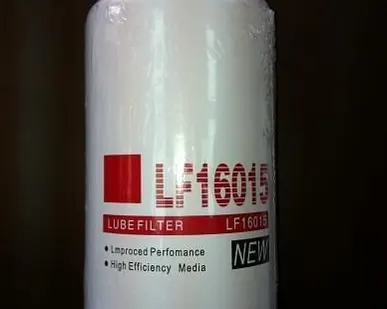 LF16015
LUBE FILTER LF16015
• Lmproced Perfomance
• High Efficiency Media
NEW